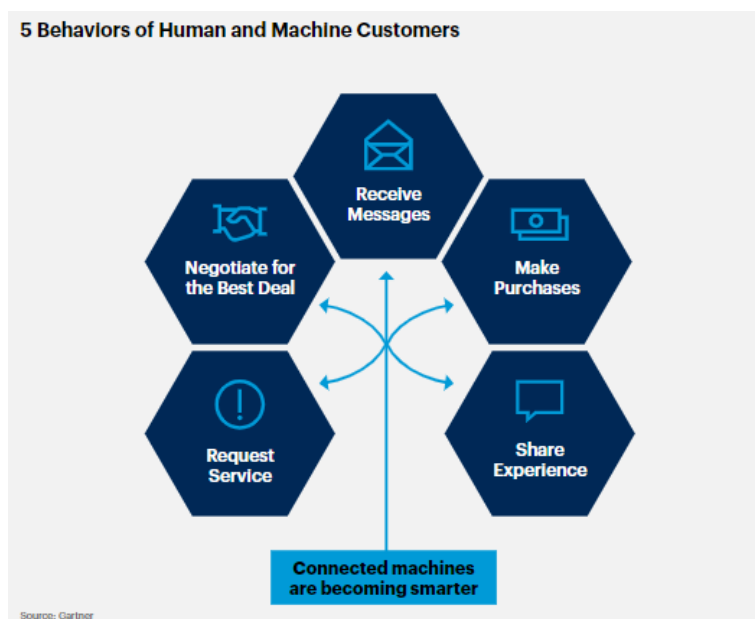 5 Behaviors of Human and Machine Customers
Receive
Messages
Negotiate for
the Best Deal
Make
Purchases
Request
Service
Share
Experience
Connected machines
are becoming smarter
Source: Gartner